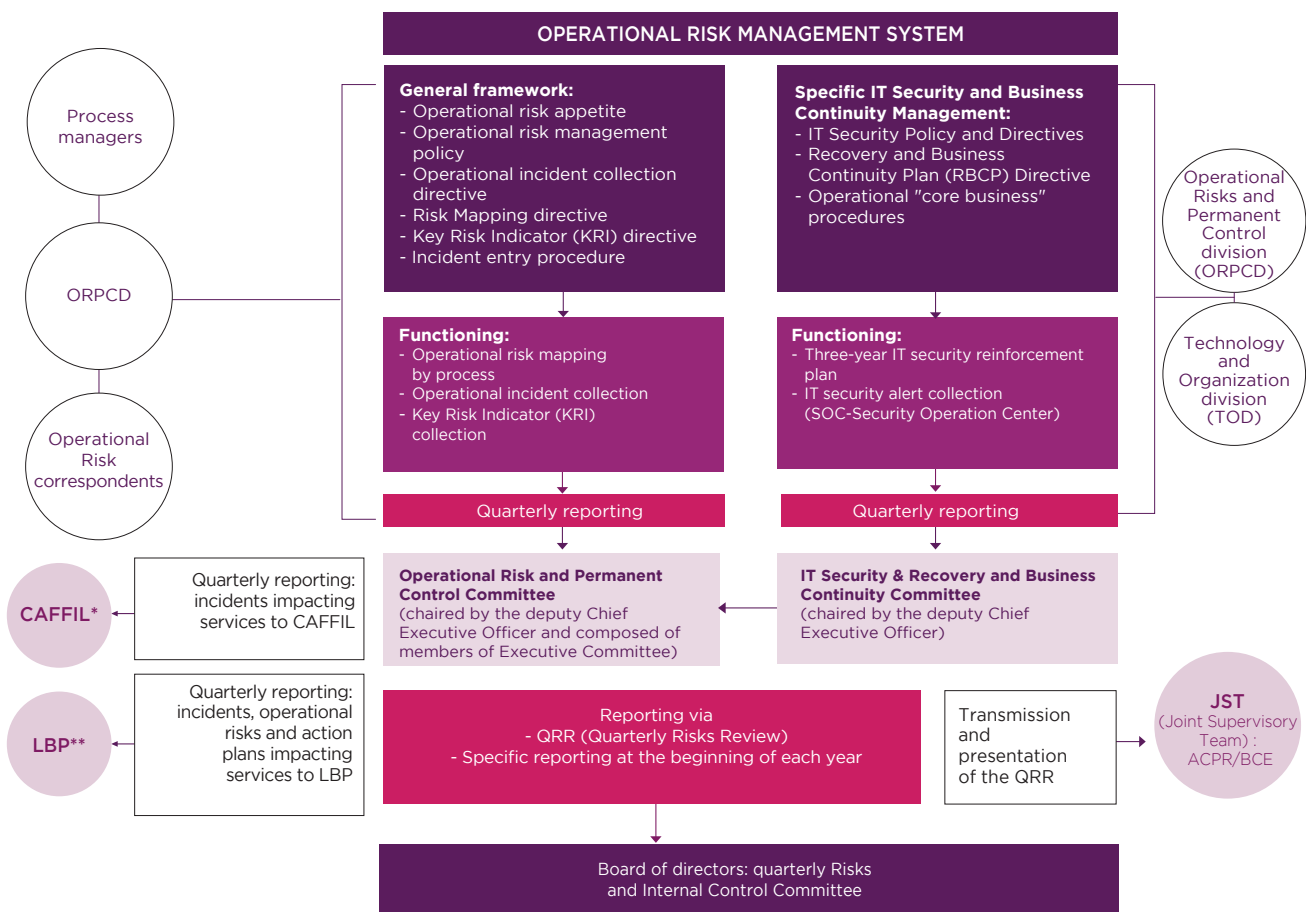 OPERATIONAL RISK MANAGEMENT SYSTEM
Process
managers
ORPCD
Operational
Risk
correspondents
General framework:
- Operational risk appetite
- Operational risk management
policy
- Operational incident collection
directive
- Risk Mapping directive
- Key Risk Indicator (KRI) directive
- Incident entry procedure
Specific IT Security and Business
Continuity Management:
- IT Security Policy and Directives
- Recovery and Business
Continuity Plan (RBCP) Directive
- Operational "core business"
procedures
Operational
Risks and
Permanent
Control
division
(ORPCD)
Technology
and
Organization
division
(TOD)
Functioning:
- Operational risk mapping
by process
- Operational incident collection
- Key Risk Indicator (KRI)
collection
Functioning:
- Three-year IT security reinforcement
plan
- IT security alert collection
(SOC-Security Operation Center)
Quarterly reporting
Quarterly reporting
CAFFIL*
Quarterly reporting:
incidents impacting
services to CAFFIL
Operational Risk and Permanent
Control Committee
(chaired by the deputy Chief
Executive Officer and composed of
members of Executive Committee)
IT Security & Recovery and Business
Continuity Committee
(chaired by the deputy Chief
Executive Officer)
LBP**
Quarterly reporting:
incidents, operational
risks and action
plans impacting
services to LBP
Reporting via
- QRR (Quarterly Risks Review)
- Specific reporting at the beginning of each year
Transmission
and
presentation
of the QRR
JST
(Joint Supervisory
Team) :
ACPR/BCE
Board of directors: quarterly Risks
and Internal Control Committee